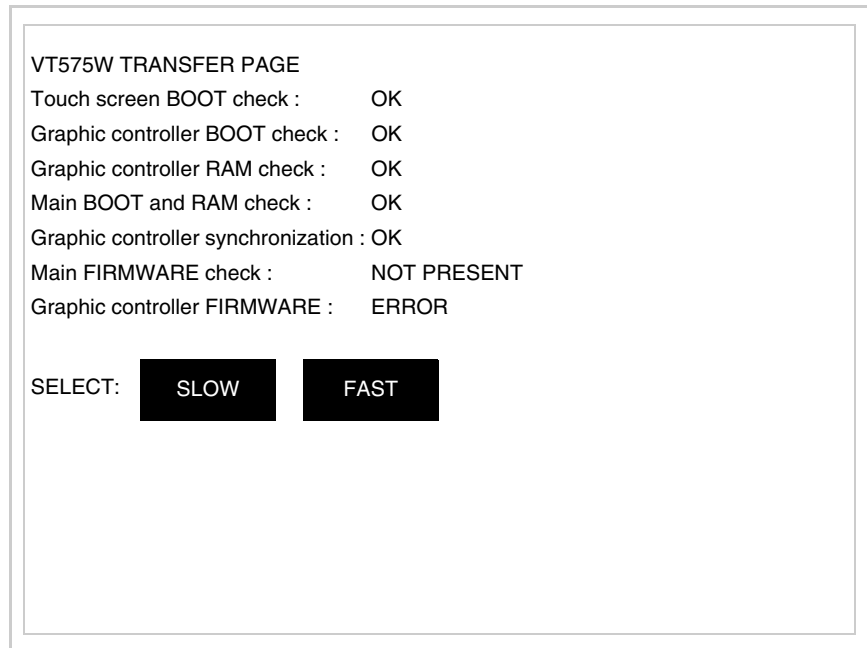 VT575W TRANSFER PAGE
Touch screen BOOT check : OK
Graphic controller BOOT check : OK
Graphic controller RAM check : OK
Main BOOT and RAM check : OK
Graphic controller synchronization : OK
Main FIRMWARE check : NOT PRESENT
Graphic controller FIRMWARE : ERROR
SELECT: SLOW FAST